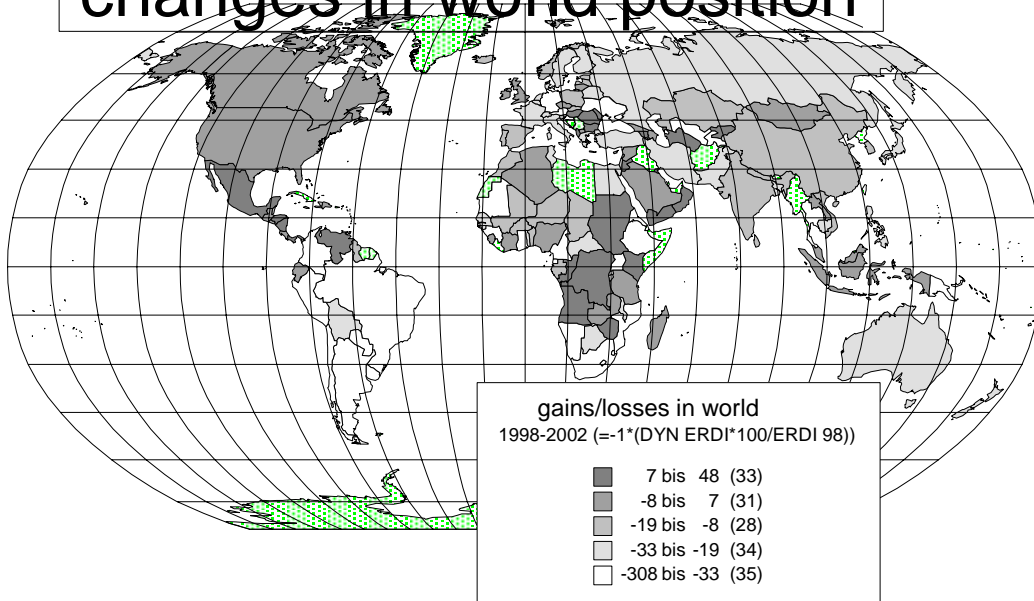 changes in world position
gains/losses in world
1998-2002 (=-1*(DYN ERDI*100/ERDI 98))
7 bis 48 (33)
-8 bis 7 (31)
-19 bis -8 (28)
-33 bis -19 (34)
-308 bis -33 (35)